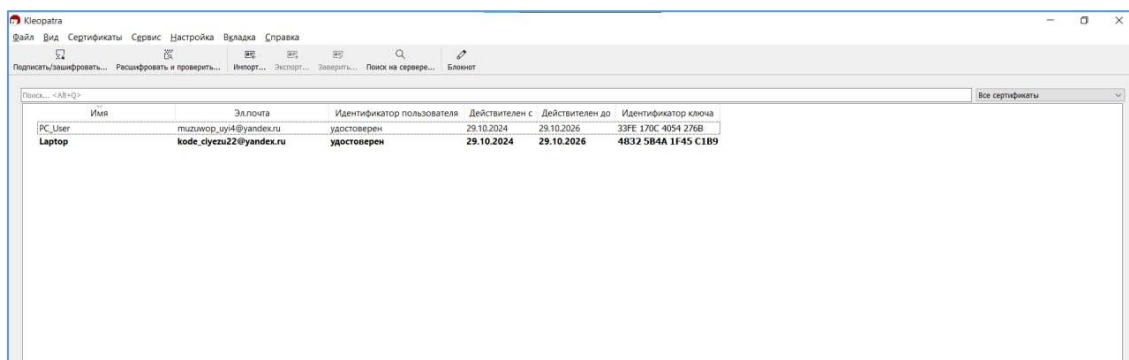 Kleopatra
Файл Вид Сертификаты Сервис Настройка Вкладка Справка
Подписать/зашифровать... Расшифровать и проверить... Импорт... Экспорт... Заверить... Поиск на сервере... Блокнот
Поиск... <Alt+Q> Все сертификаты
Имя Эл.почта Идентификатор пользователя Действителен с Действителен до Идентификатор ключа
PC_User muzuwop_uyi4@yandex.ru удостоверен 29.10.2024 29.10.2026 33FE 170C 4054 276B
Laptop kode_ciyezu22@yandex.ru удостоверен 29.10.2024 29.10.2026 4832 5B4A 1F45 C1B9